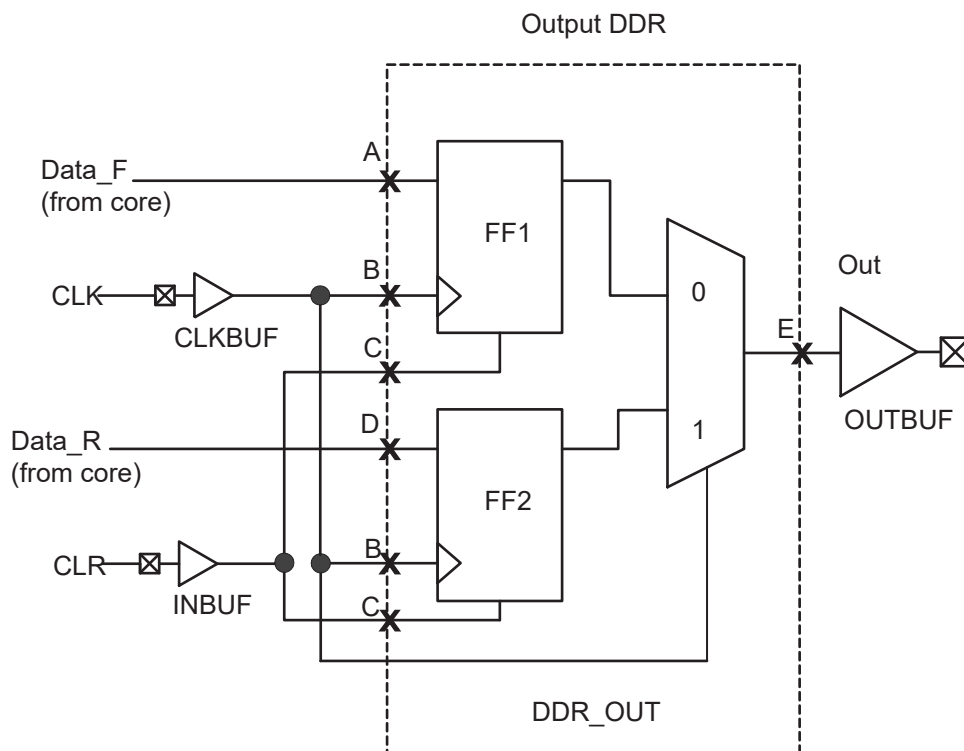 Output DDR
A
Data_F
(from core)
FF1
B
CLK
CLKBUF
0
Out
E
C
OUTBUF
D
Data_R
(from core)
1
FF2
B
CLR
INBUF
C
DDR_OUT